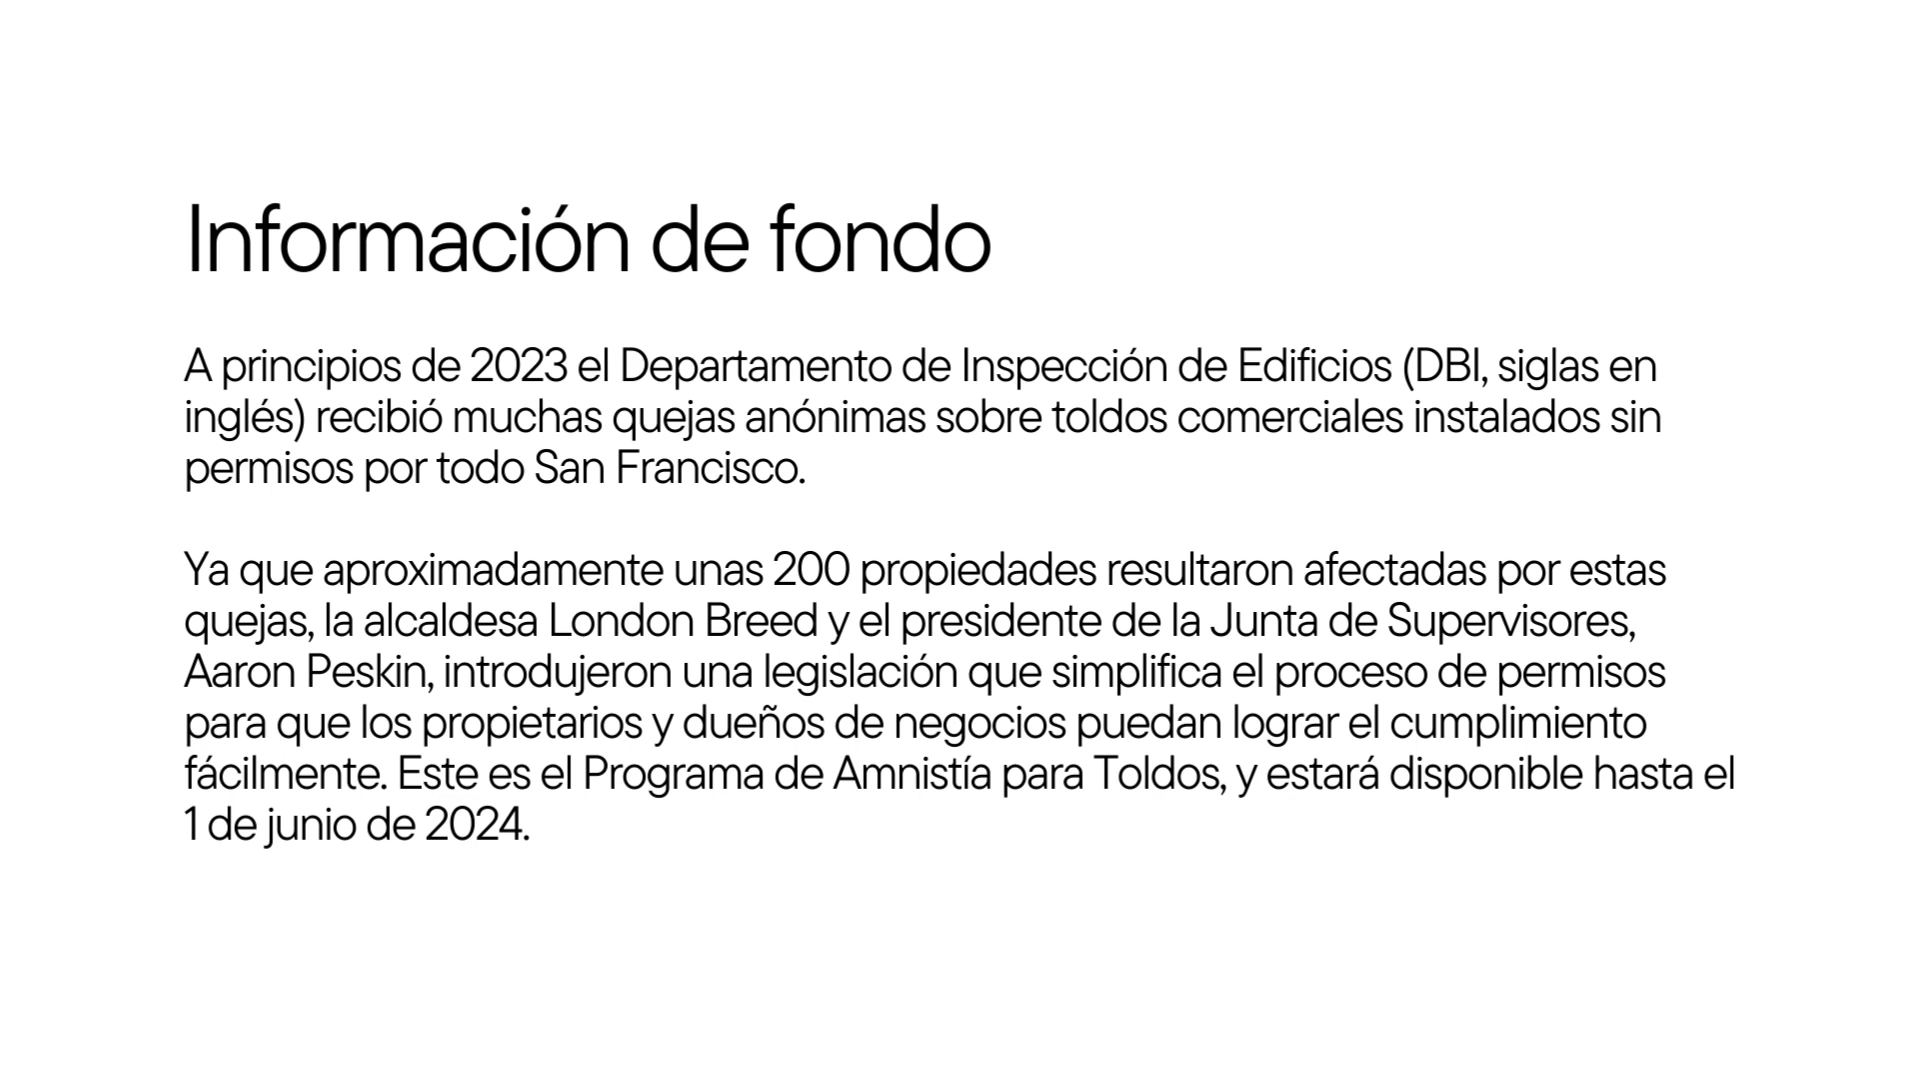 Información de fondo
A principios de 2023 el Departamento de Inspección de Edificios (DBI, siglas en
inglés) recibió muchas quejas anónimas sobre toldos comerciales instalados sin
permisos por todo San Francisco.
Ya que aproximadamente unas 200 propiedades resultaron afectadas por estas
quejas, la alcaldesa London Breed y el presidente de la Junta de Supervisores,
Aaron Peskin, introdujeron una legislación que simplifica el proceso de permisos
para que los propietarios y dueños de negocios puedan lograr el cumplimiento
fácilmente. Este es el Programa de Amnistía para Toldos, y estará disponible hasta el
1 de junio de 2024.